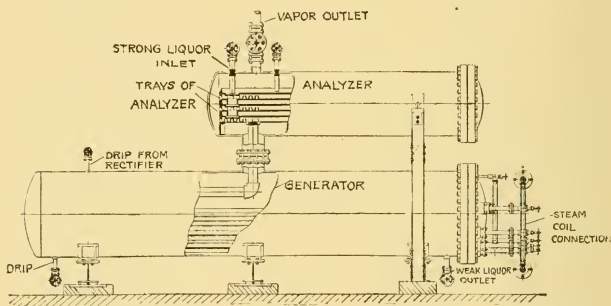 VAPOR OUTLET
STRONG LIQUOR
INLET
TRAYS OF
ANALYZER
ANALYZER
DRIP FROM
RECTIFIER
GENERATOR
STEAM
COIL
CONNECTION
DRIP
WEAK LIQUOR
OUTLET